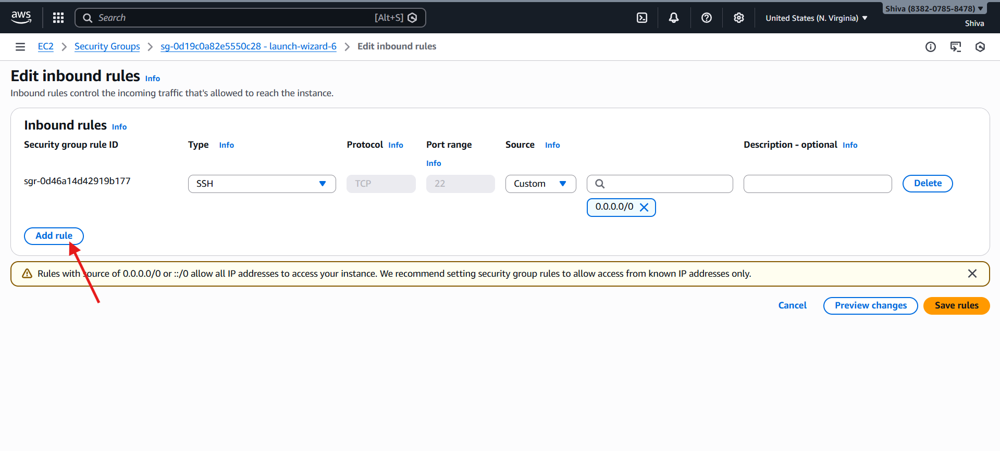 aws
Search [Alt+S]
United States (N. Virginia)
Shiva (8382-0785-8478)
Shiva
EC2 Security Groups sg-0d19c0a82e5550c28 - launch-wizard-6 Edit inbound rules
Edit inbound rules Info
Inbound rules control the incoming traffic that's allowed to reach the instance.
Inbound rules Info
Security group rule ID Type Info Protocol Info Port range Info Source Info Description - optional Info
sgr-0d46a14d42919b177 SSH TCP 22 Custom Delete
0.0.0.0/0
Add rule
Rules with source of 0.0.0.0/0 or ::/0 allow all IP addresses to access your instance. We recommend setting security group rules to allow access from known IP addresses only.
Cancel Preview changes Save rules